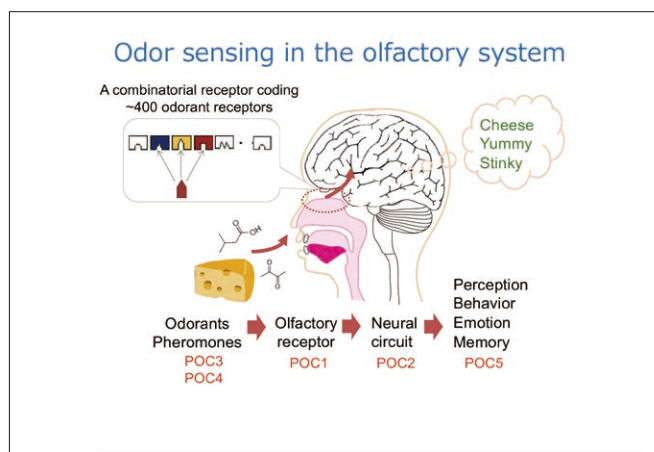 Odor sensing in the olfactory system
A combinatorial receptor coding
~400 odorant receptors
Cheese
Yummy
Stinky
O
OH
O
O
Odorants
Pheromones
POC3
POC4
Olfactory
receptor
POC1
Neural
circuit
POC2
Perception
Behavior
Emotion
Memory
POC5